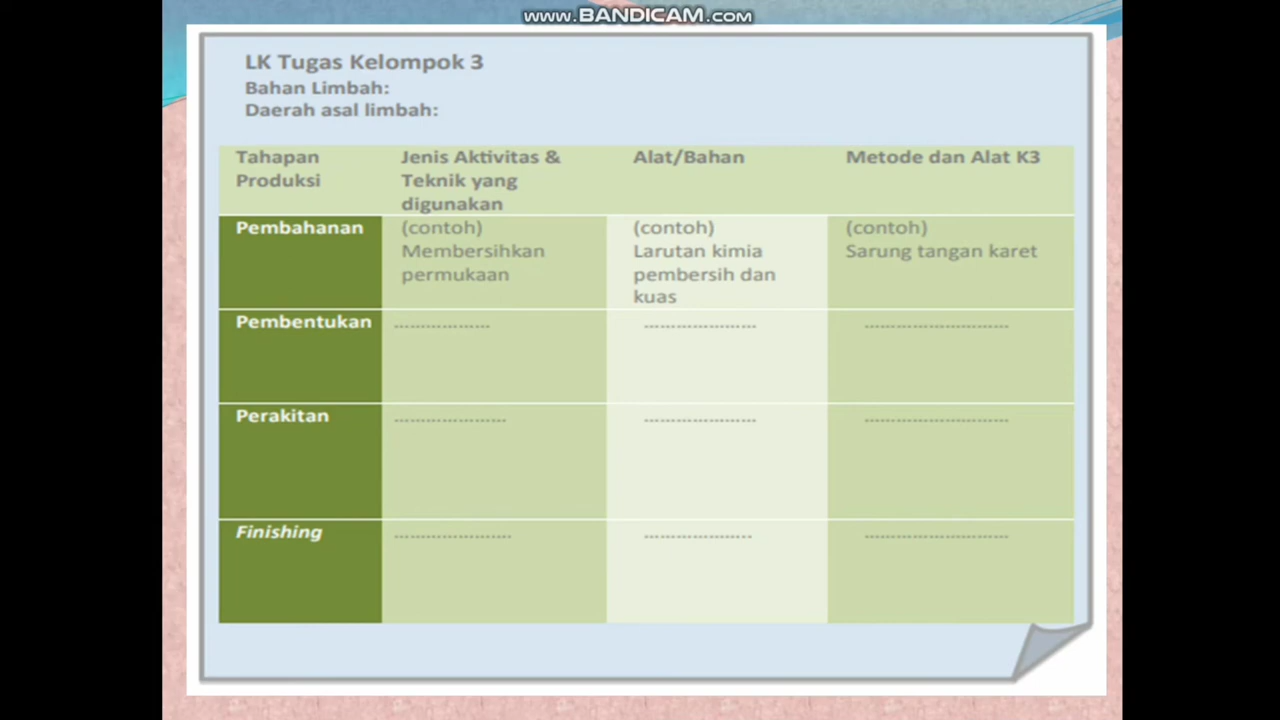 www.BANDICAM.com
LK Tugas Kelompok 3
Bahan Limbah:
Daerah asal limbah:
Tahapan
Produksi
Jenis Aktivitas &
Teknik yang
digunakan
Alat/Bahan
Metode dan Alat K3
Pembahanan
(contoh)
Membersihkan
permukaan
(contoh)
Larutan kimia
pembersih dan
kuas
(contoh)
Sarung tangan karet
Pembentukan
.................
....................
..........................
Perakitan
....................
....................
..........................
Finishing
.....................
...................
..........................